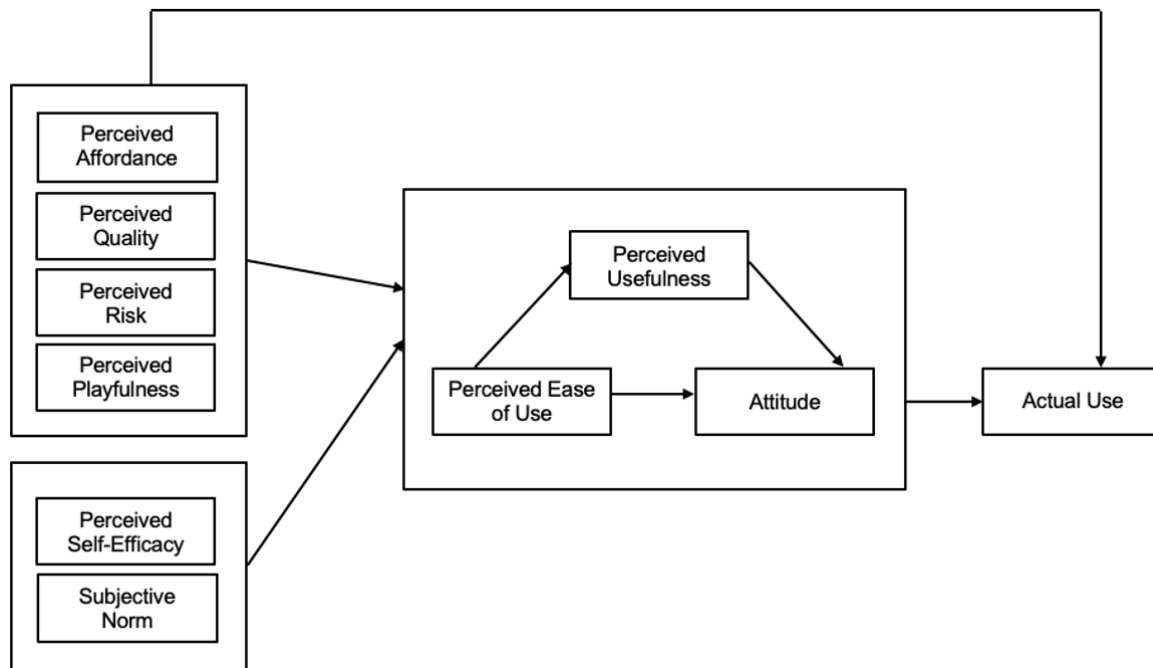 Perceived
Affordance
Perceived
Quality
Perceived
Risk
Perceived
Playfulness
Perceived
Self-Efficacy
Subjective
Norm
Perceived
Usefulness
Perceived Ease
of Use
Attitude
Actual Use